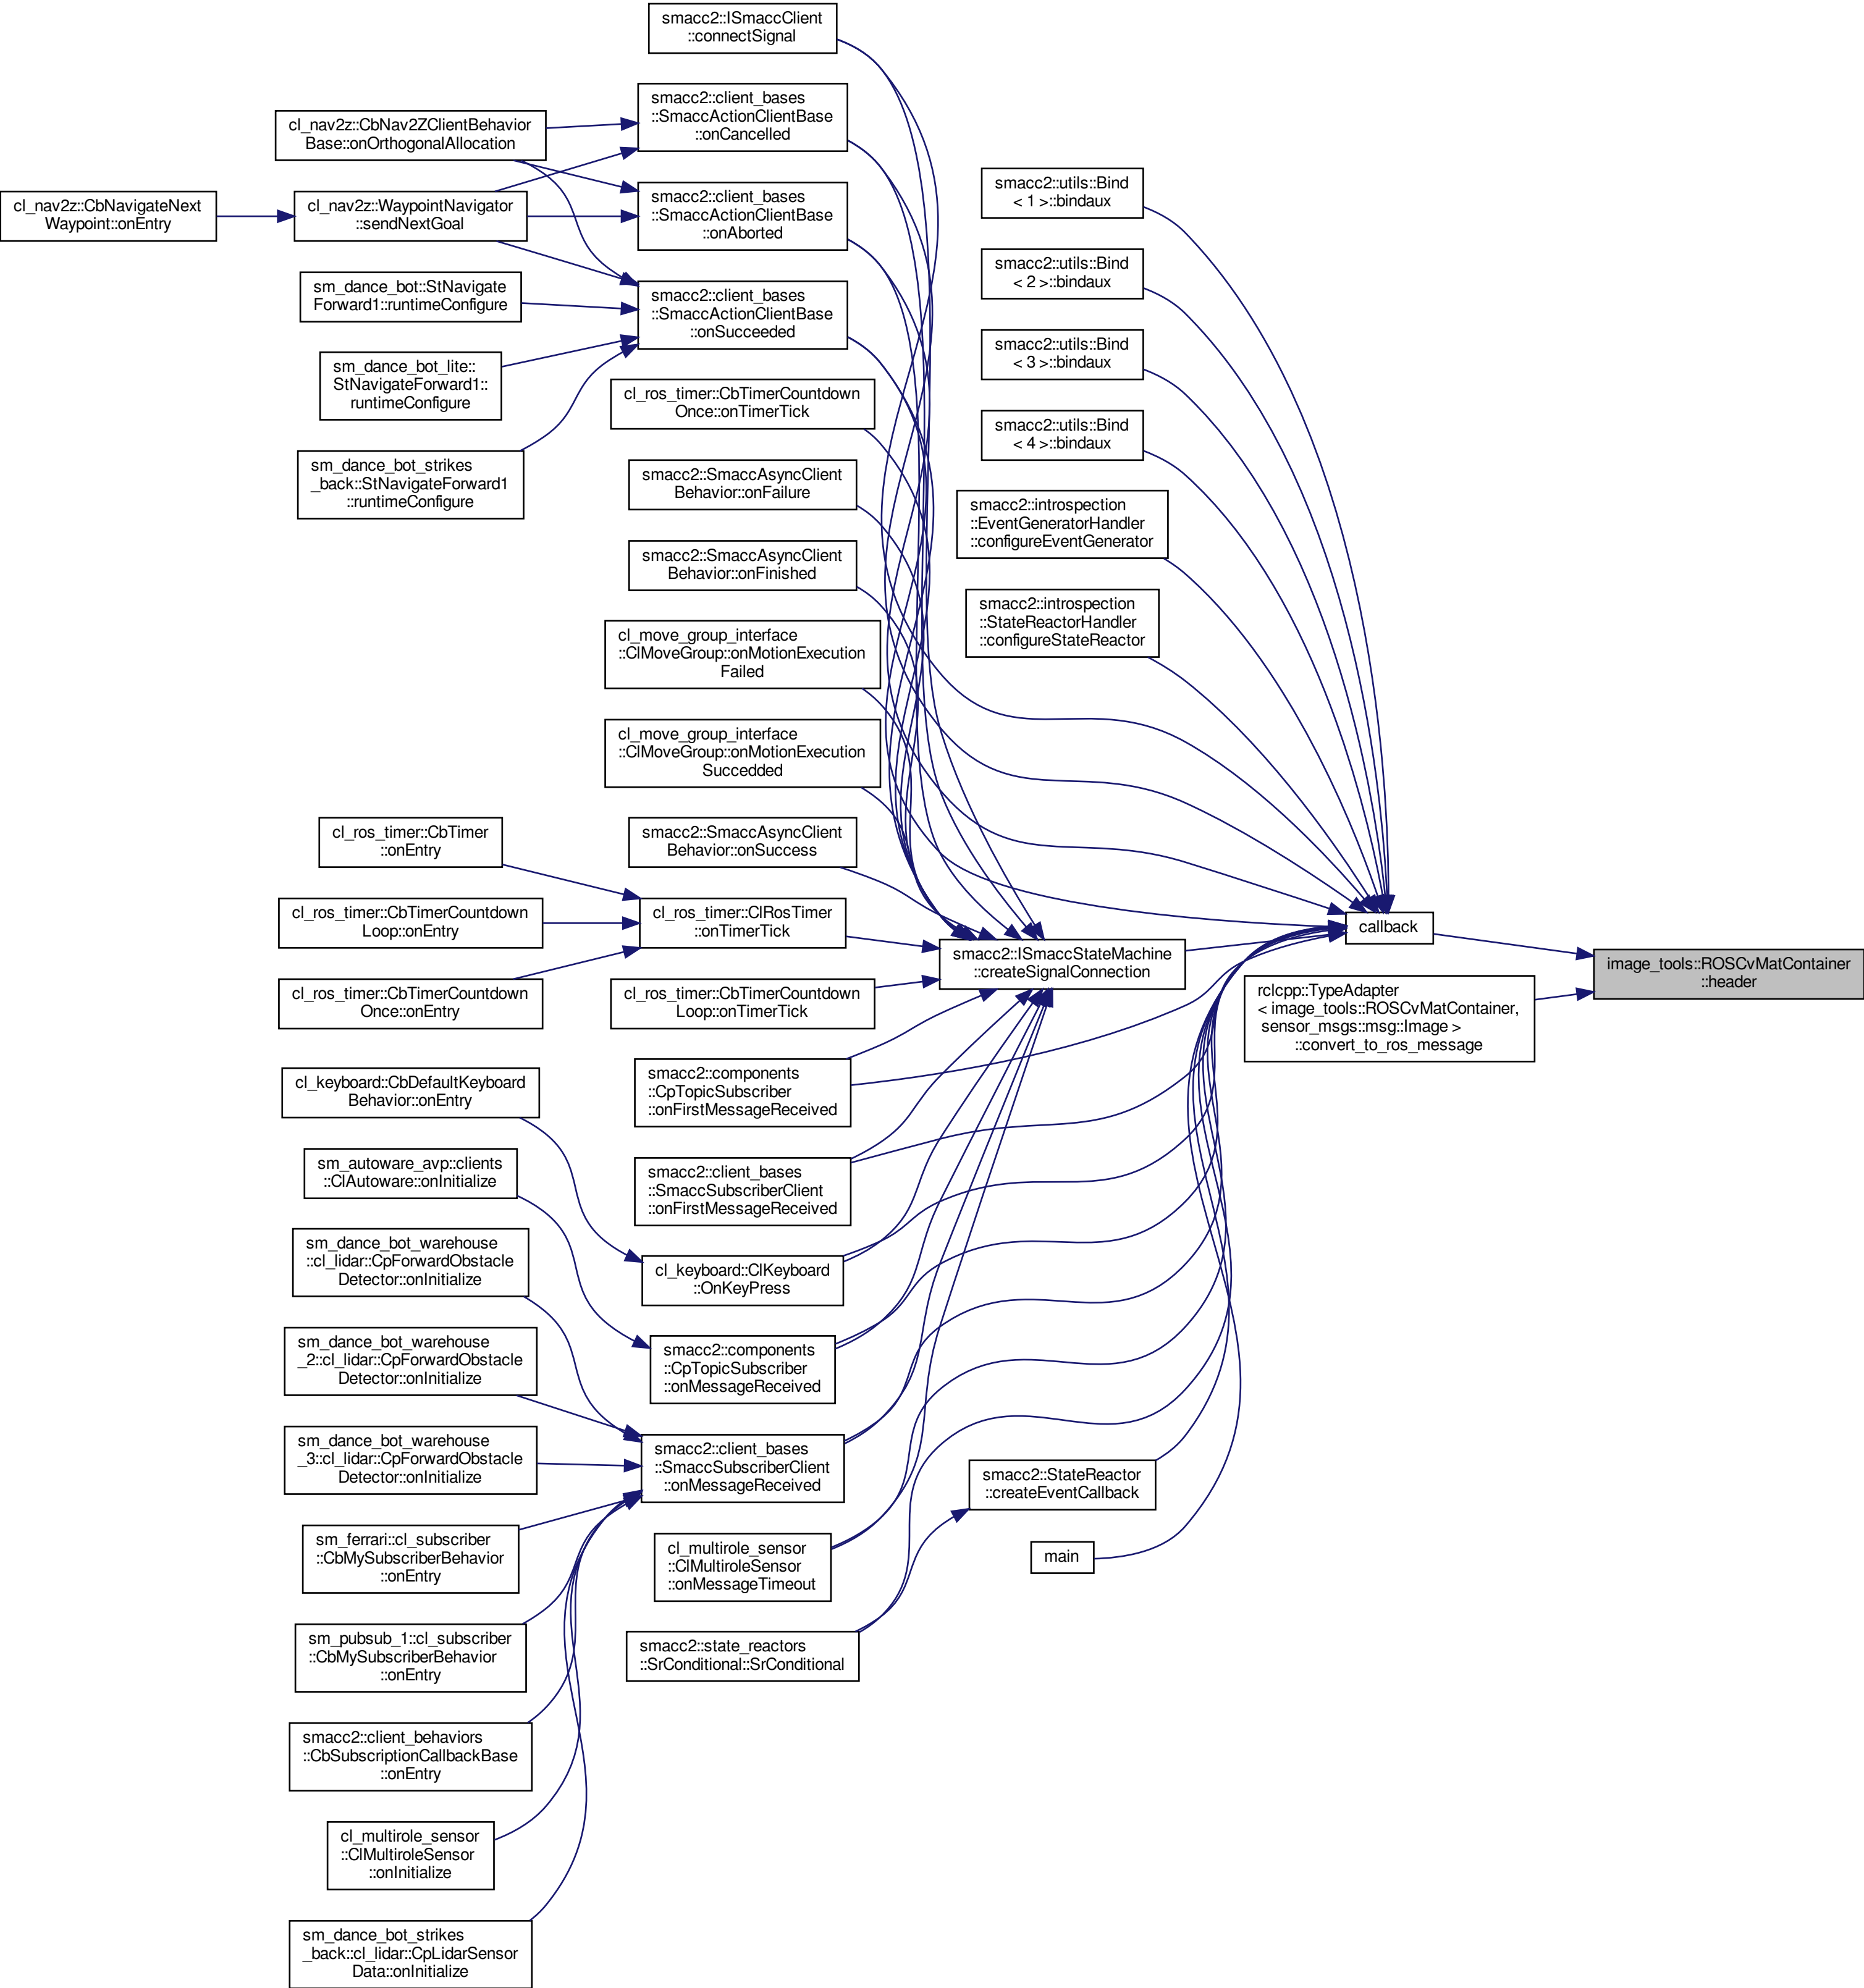 smacc2::ISmaccClient
::connectSignal
smacc2::client_bases
::SmaccActionClientBase
::onCancelled
cl_nav2z::CbNav2ZClientBehavior
Base::onOrthogonalAllocation
smacc2::client_bases
::SmaccActionClientBase
::onAborted
cl_nav2z::CbNavigateNext
Waypoint::onEntry
cl_nav2z::WaypointNavigator
::sendNextGoal
smacc2::client_bases
::SmaccActionClientBase
::onSucceeded
sm_dance_bot::StNavigate
Forward1::runtimeConfigure
sm_dance_bot_lite::
StNavigateForward1::
runtimeConfigure
sm_dance_bot_strikes
_back::StNavigateForward1
::runtimeConfigure
cl_ros_timer::CbTimerCountdown
Once::onTimerTick
smacc2::SmaccAsyncClient
Behavior::onFailure
smacc2::SmaccAsyncClient
Behavior::onFinished
cl_move_group_interface
::ClMoveGroup::onMotionExecution
Failed
cl_move_group_interface
::ClMoveGroup::onMotionExecution
Succedded
smacc2::SmaccAsyncClient
Behavior::onSuccess
cl_ros_timer::CbTimer
::onEntry
cl_ros_timer::CbTimerCountdown
Loop::onEntry
cl_ros_timer::CbTimerCountdown
Once::onEntry
cl_ros_timer::ClRosTimer
::onTimerTick
cl_ros_timer::CbTimerCountdown
Loop::onTimerTick
smacc2::components
::CpTopicSubscriber
::onFirstMessageReceived
smacc2::client_bases
::SmaccSubscriberClient
::onFirstMessageReceived
cl_keyboard::CbDefaultKeyboard
Behavior::onEntry
cl_keyboard::ClKeyboard
::OnKeyPress
sm_autoware_avp::clients
::ClAutoware::onInitialize
smacc2::components
::CpTopicSubscriber
::onMessageReceived
sm_dance_bot_warehouse
::cl_lidar::CpForwardObstacle
Detector::onInitialize
sm_dance_bot_warehouse
_2::cl_lidar::CpForwardObstacle
Detector::onInitialize
sm_dance_bot_warehouse
_3::cl_lidar::CpForwardObstacle
Detector::onInitialize
smacc2::client_bases
::SmaccSubscriberClient
::onMessageReceived
sm_ferrari::cl_subscriber
::CbMySubscriberBehavior
::onEntry
sm_pubsub_1::cl_subscriber
::CbMySubscriberBehavior
::onEntry
smacc2::client_behaviors
::CbSubscriptionCallbackBase
::onEntry
cl_multirole_sensor
::ClMultiroleSensor
::onInitialize
sm_dance_bot_strikes
_back::cl_lidar::CpLidarSensor
Data::onInitialize
cl_multirole_sensor
::ClMultiroleSensor
::onMessageTimeout
smacc2::state_reactors
::SrConditional::SrConditional
smacc2::utils::Bind
< 1 >::bindaux
smacc2::utils::Bind
< 2 >::bindaux
smacc2::utils::Bind
< 3 >::bindaux
smacc2::utils::Bind
< 4 >::bindaux
smacc2::introspection
::EventGeneratorHandler
::configureEventGenerator
smacc2::introspection
::StateReactorHandler
::configureStateReactor
smacc2::ISmaccStateMachine
::createSignalConnection
smacc2::StateReactor
::createEventCallback
main
callback
rclcpp::TypeAdapter
< image_tools::ROSCvMatContainer,
sensor_msgs::msg::Image >
::convert_to_ros_message
image_tools::ROSCvMatContainer
::header